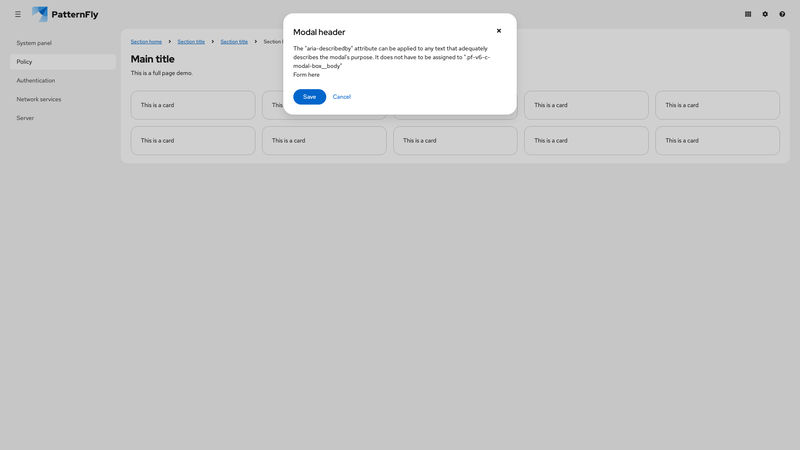 PatternFly
System panel
Policy
Authentication
Network services
Server
Section home
Section title
Section title
Section
Main title
This is a full page demo.
Modal header
The "aria-describedby" attribute can be applied to any text that adequately
describes the modal's purpose. It does not have to be assigned to ".pf-v6-c-
modal-box__body"
Form here
Save
Cancel
This is a card
This
This is a card
This is a card
This is a card
This is a card
This is a card
This is a card
This is a card